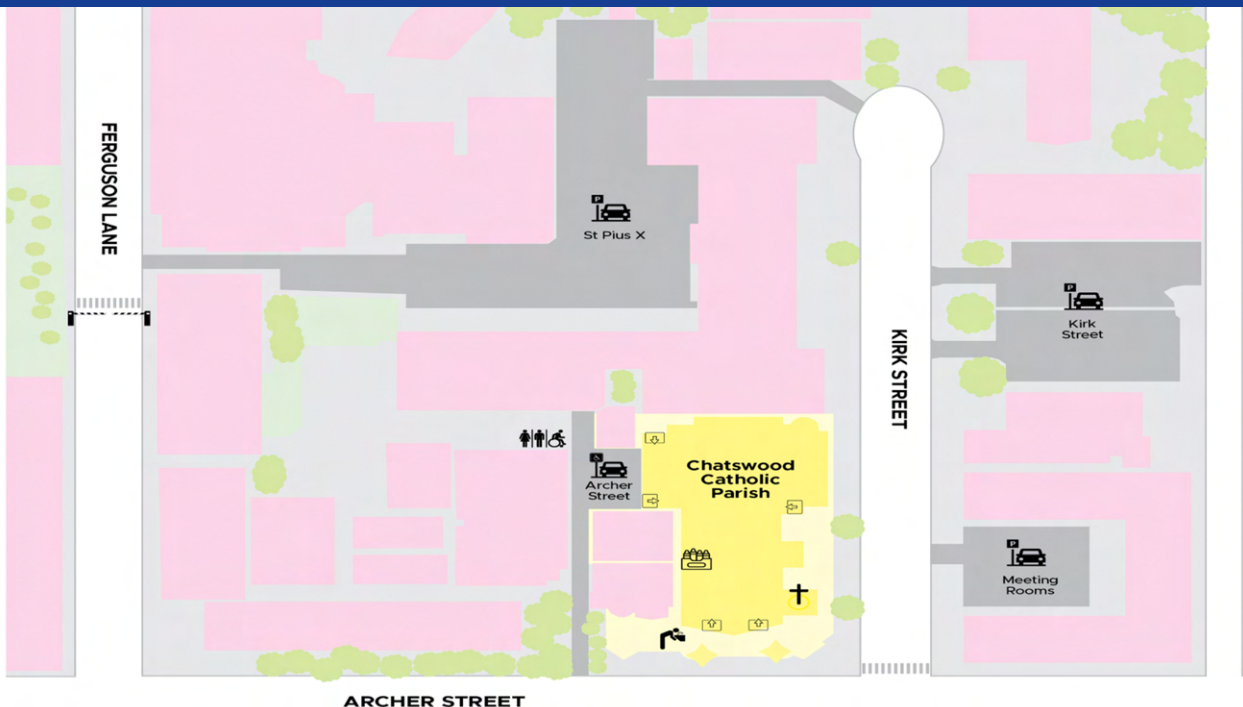 FERGUSON LANE
P
St Pius X
P
Kirk
Street
KIRK STREET
Archer
Street
Chatswood
Catholic
Parish
P
Meeting
Rooms
ARCHER STREET